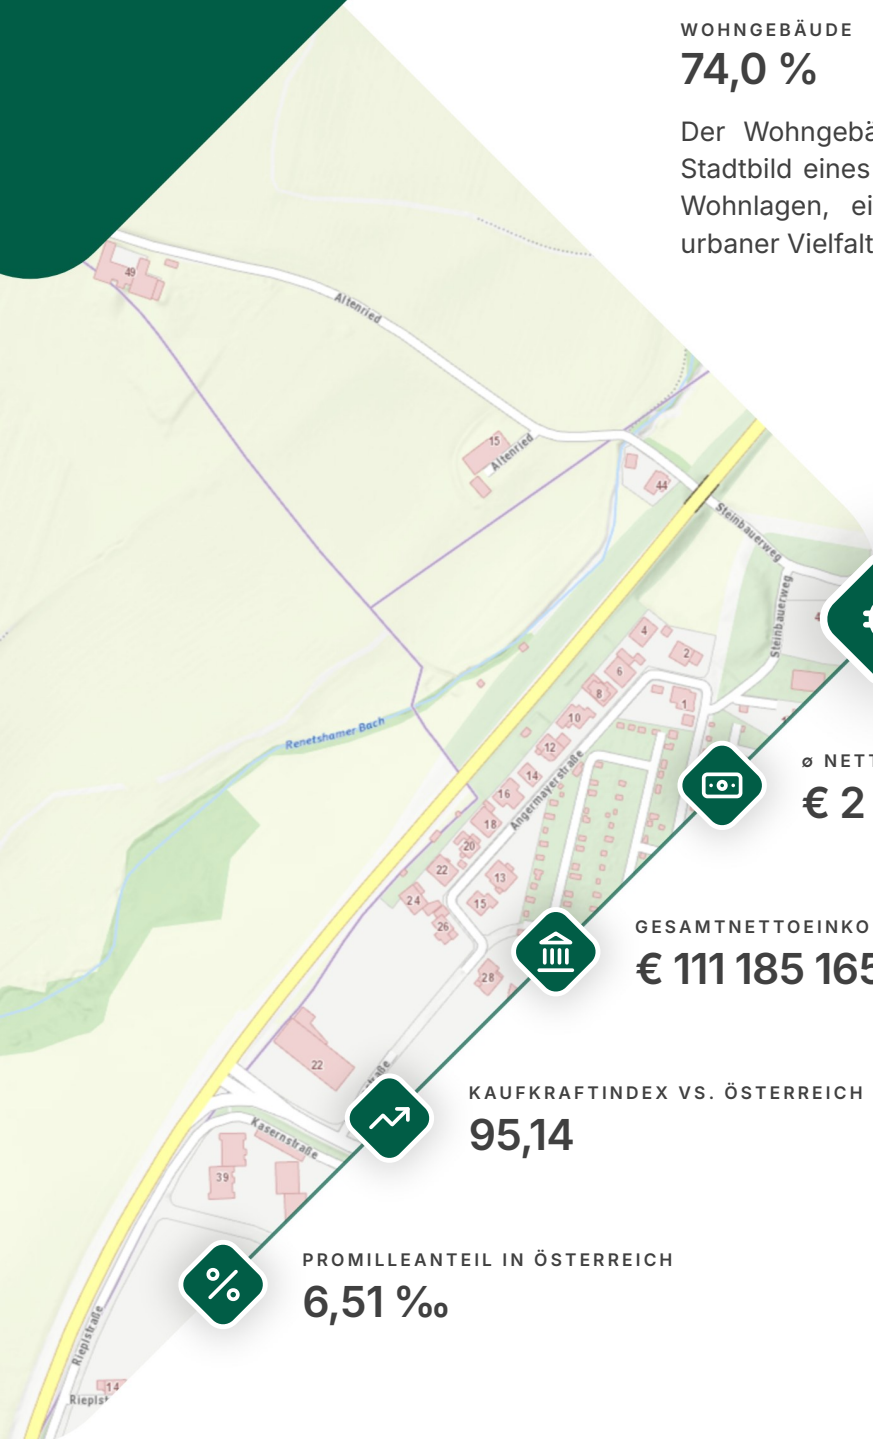 WOHNGEBÄUDE
74,0 %
Der Wohngebä
Stadtbild eines
Wohnlagen, ei
urbaner Vielfalt
49
Altenried
15
Altenried
44
Steinbauerweg
Steinbauerweg
4
2
6
8
1
10
12
14
16
18
20
22
24
26
13
15
28
Angermayerstraße
Renetshamer Bach
ø NETT
€ 2
GESAMTNETTOEINKO
€ 111 185 165
22
straße
KAUFKRAFTINDEX VS. ÖSTERREICH
95,14
Kasernstraße
39
PROMILLEANTEIL IN ÖSTERREICH
6,51 ‰
Rieplstraße
14
Rieplst